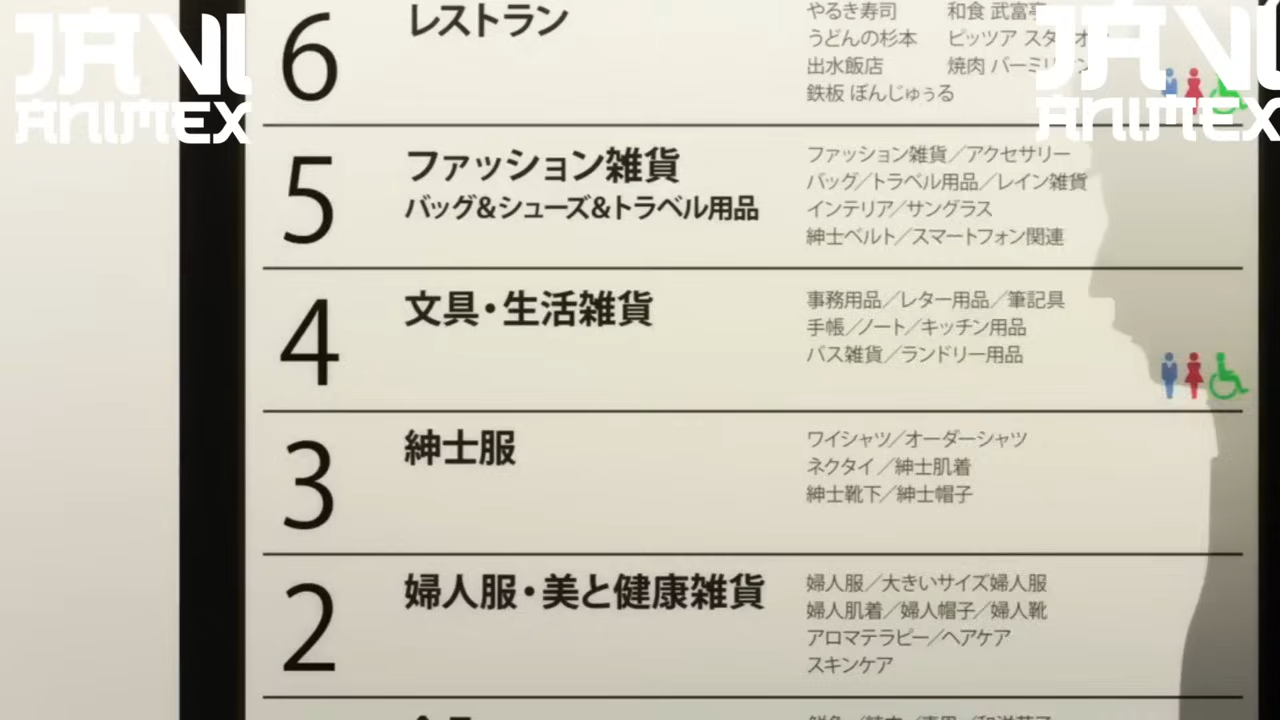 JAVI
ANIMEX
JAVI
ANIMEX
6
レストラン
やるき寿司 和食 武富亭
うどんの杉本 ピッツア スタジオ
出水飯店 焼肉
鉄板 ぼんじゅぅる
5
ファッション雑貨
バッグ&シューズ&トラベル用品
ファッション雑貨／アクセサリー
バッグ／トラベル用品／レイン雑貨
インテリア／サングラス
紳士ベルト／スマートフォン関連
4
文具・生活雑貨
事務用品／レター用品／筆記具
手帳／ノート／キッチン用品
バス雑貨／ランドリー用品
3
紳士服
ワイシャツ／オーダーシャツ
ネクタイ／紳士肌着
紳士靴下／紳士帽子
2
婦人服・美と健康雑貨
婦人服／大きいサイズ婦人服
婦人肌着／婦人帽子／婦人靴
アロマテラピー／ヘアケア
スキンケア